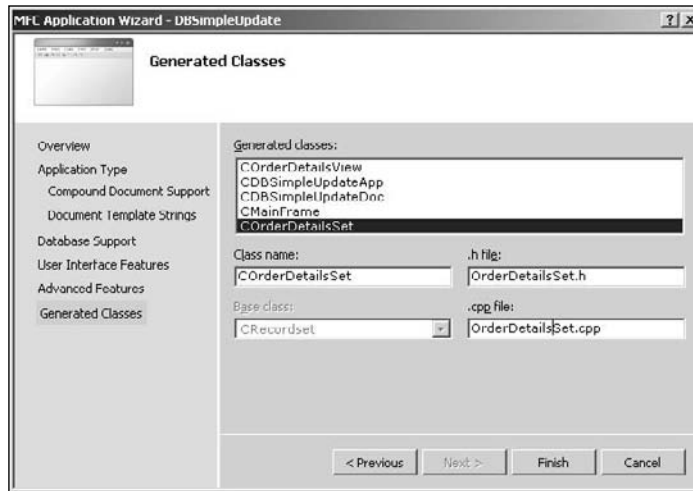 MFC Application Wizard - DBSimpleUpdate
Generated Classes
Overview
Application Type
Compound Document Support
Document Template Strings
Database Support
User Interface Features
Advanced Features
Generated Classes
Generated classes:
COrderDetailsView
CDBSimpleUpdateApp
CDBSimpleUpdateDoc
CMainFrame
COrderDetailsSet
Class name:
.h file:
COrderDetailsSet
OrderDetailsSet.h
Base class:
.cpp file:
CRecordset
OrderDetailsSet.cpp
< Previous
Next >
Finish
Cancel